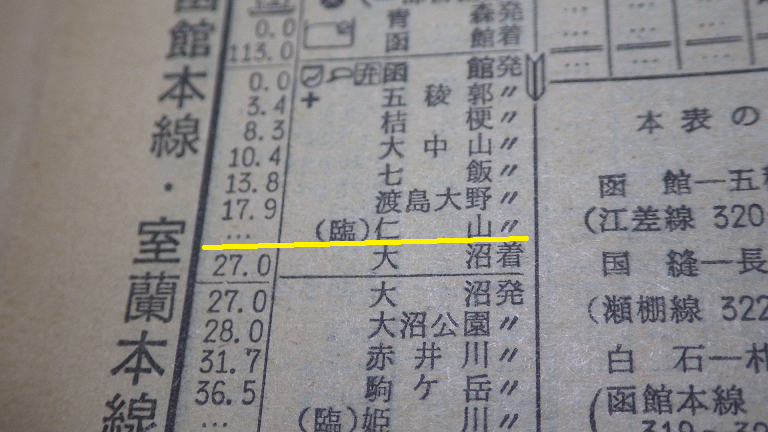 函館本線・室蘭本線
0.0 青森発
113.0 函館着
0.0 弁 函館発
3.4 五稜郭〃
8.3 桔梗〃
10.4 大中山〃
13.8 七飯〃
17.9 渡島大野〃
… (臨)仁山〃
27.0 大沼着
27.0 大沼発
28.0 大沼公園〃
31.7 赤井川〃
36.5 駒ケ岳〃
… (臨)姫川〃
本表の
函館—五
(江差線 320
国縫—長
(瀬棚線 322
白石—札
(函館本線